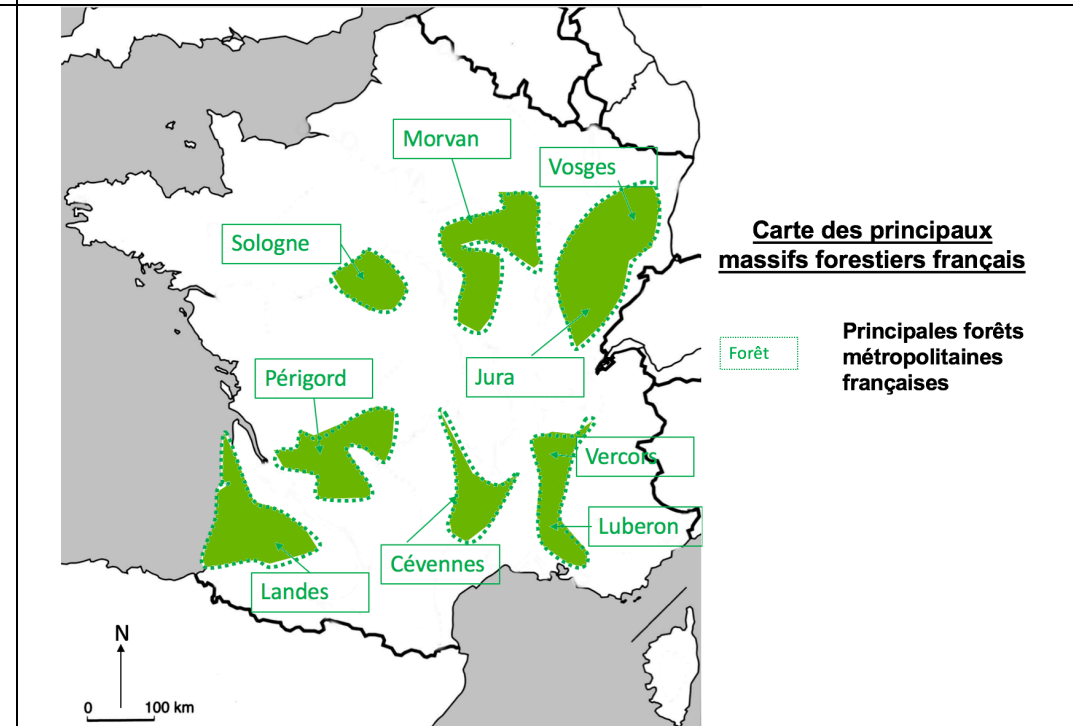 Morvan
Vosges
Sologne
Carte des principaux
massifs forestiers français
Principales forêts
métropolitaines
françaises
Forêt
Périgord
Jura
Vercors
Luberon
Cévennes
Landes
N
0 100 km